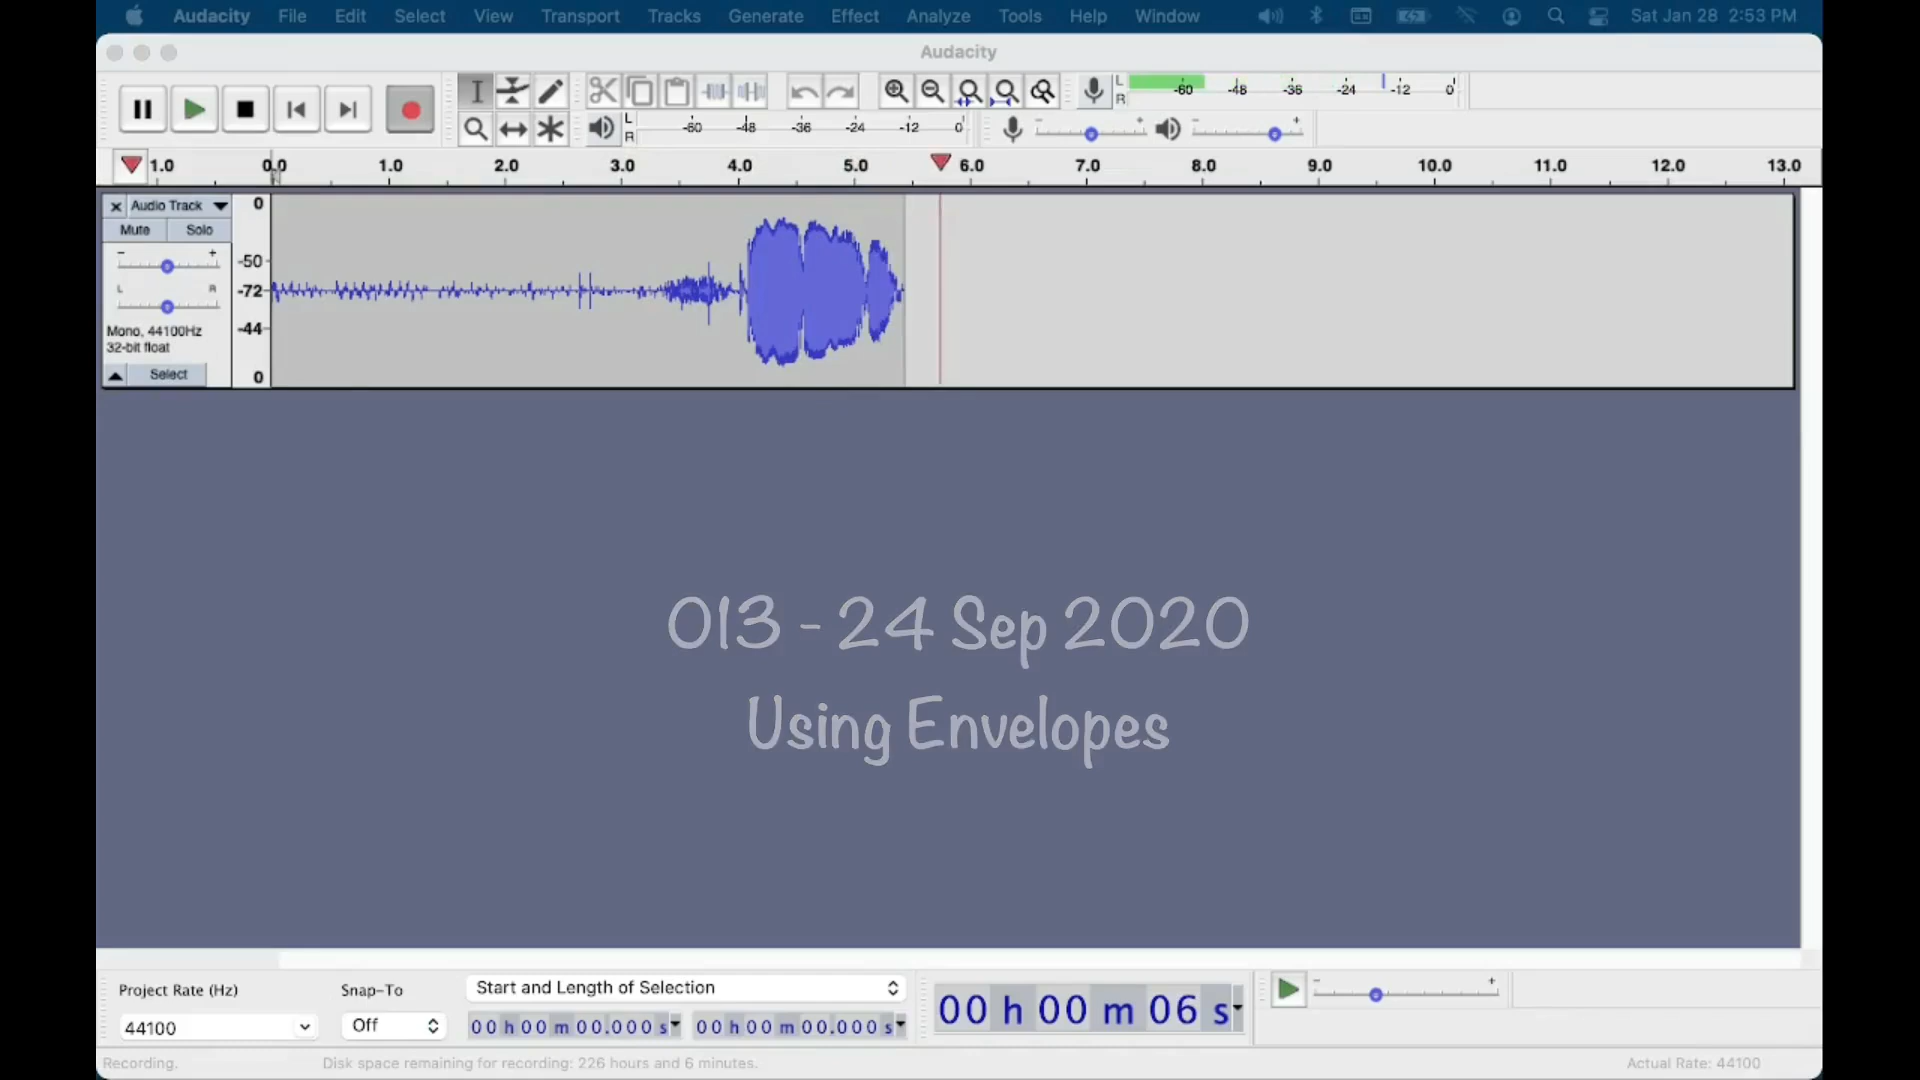 Audacity File Edit Select View Transport Tracks Generate Effect Analyze Tools Help Window Sat Jan 28 2:53 PM
Audacity
L R -60 -48 -36 -24 -12 0
L R -60 -48 -36 -24 -12 0
1.0 0.0 1.0 2.0 3.0 4.0 5.0 6.0 7.0 8.0 9.0 10.0 11.0 12.0 13.0
Audio Track
Mute Solo
L R
Mono, 44100Hz
32-bit float
Select
0
-50
-72
-44
0
013 - 24 Sep 2020
Using Envelopes
Project Rate (Hz) Snap-To Start and Length of Selection
44100 Off 00 h 00 m 00.000 s 00 h 00 m 00.000 s 00 h 00 m 06 s
Recording. Disk space remaining for recording: 226 hours and 6 minutes. Actual Rate: 44100